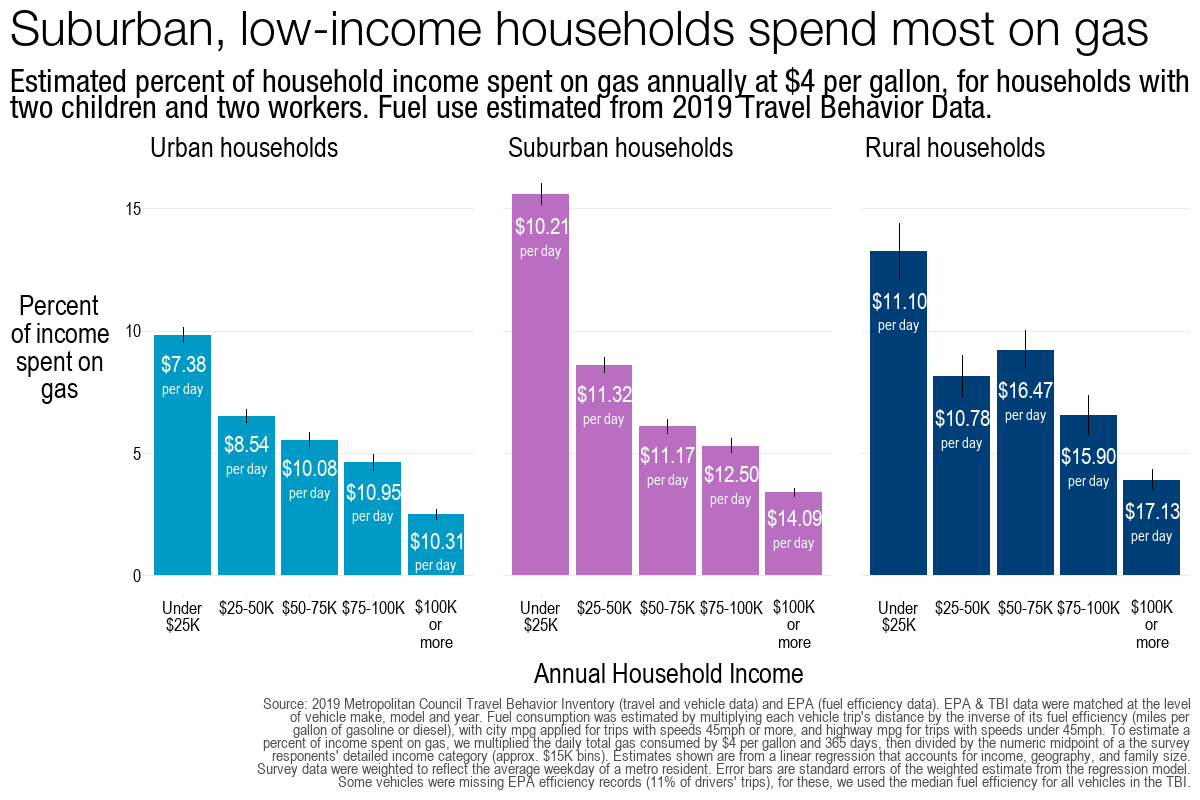 Suburban, low-income households spend most on gas
Estimated percent of household income spent on gas annually at $4 per gallon, for households with
two children and two workers. Fuel use estimated from 2019 Travel Behavior Data.
Urban households
Suburban households
Rural households
Percent
of income
spent on
gas
15
10
5
0
$7.38
per day
$8.54
per day
$10.08
per day
$10.95
per day
$10.31
per day
$10.21
per day
$11.32
per day
$11.17
per day
$12.50
per day
$14.09
per day
$11.10
per day
$10.78
per day
$16.47
per day
$15.90
per day
$17.13
per day
Under
$25K
$25-50K
$50-75K
$75-100K
$100K
or
more
Under
$25K
$25-50K
$50-75K
$75-100K
$100K
or
more
Under
$25K
$25-50K
$50-75K
$75-100K
$100K
or
more
Annual Household Income
Source: 2019 Metropolitan Council Travel Behavior Inventory (travel and vehicle data) and EPA (fuel efficiency data). EPA & TBI data were matched at the level
of vehicle make, model and year. Fuel consumption was estimated by multiplying each vehicle trip's distance by the inverse of its fuel efficiency (miles per
gallon of gasoline or diesel), with city mpg applied for trips with speeds 45mph or more, and highway mpg for trips with speeds under 45mph. To estimate a
percent of income spent on gas, we multiplied the daily total gas consumed by $4 per gallon and 365 days, then divided by the numeric midpoint of a the survey
responents' detailed income category (approx. $15K bins). Estimates shown are from a linear regression that accounts for income, geography, and family size.
Survey data were weighted to reflect the average weekday of a metro resident. Error bars are standard errors of the weighted estimate from the regression model.
Some vehicles were missing EPA efficiency records (11% of drivers' trips), for these, we used the median fuel efficiency for all vehicles in the TBI.